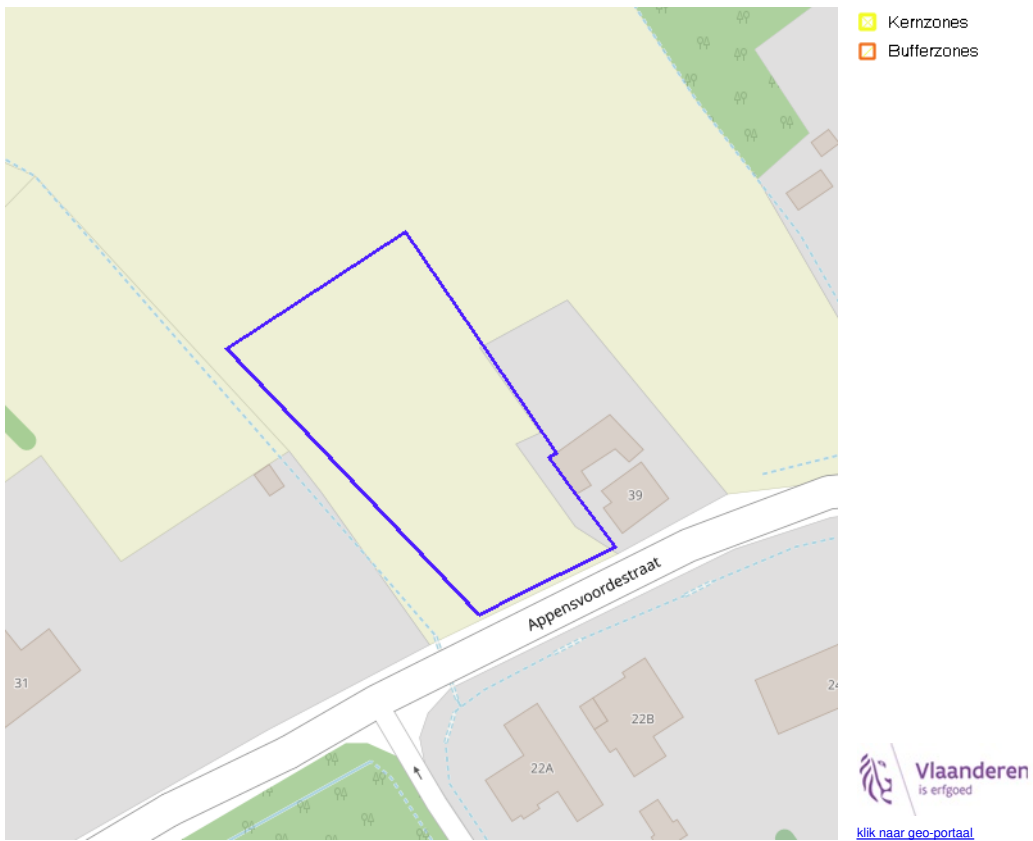 Kernzones
Bufferzones
39
Appensvoordestraat
31
22B
24
22A
Vlaanderen
is erfgoed
klik naar geo-portaal